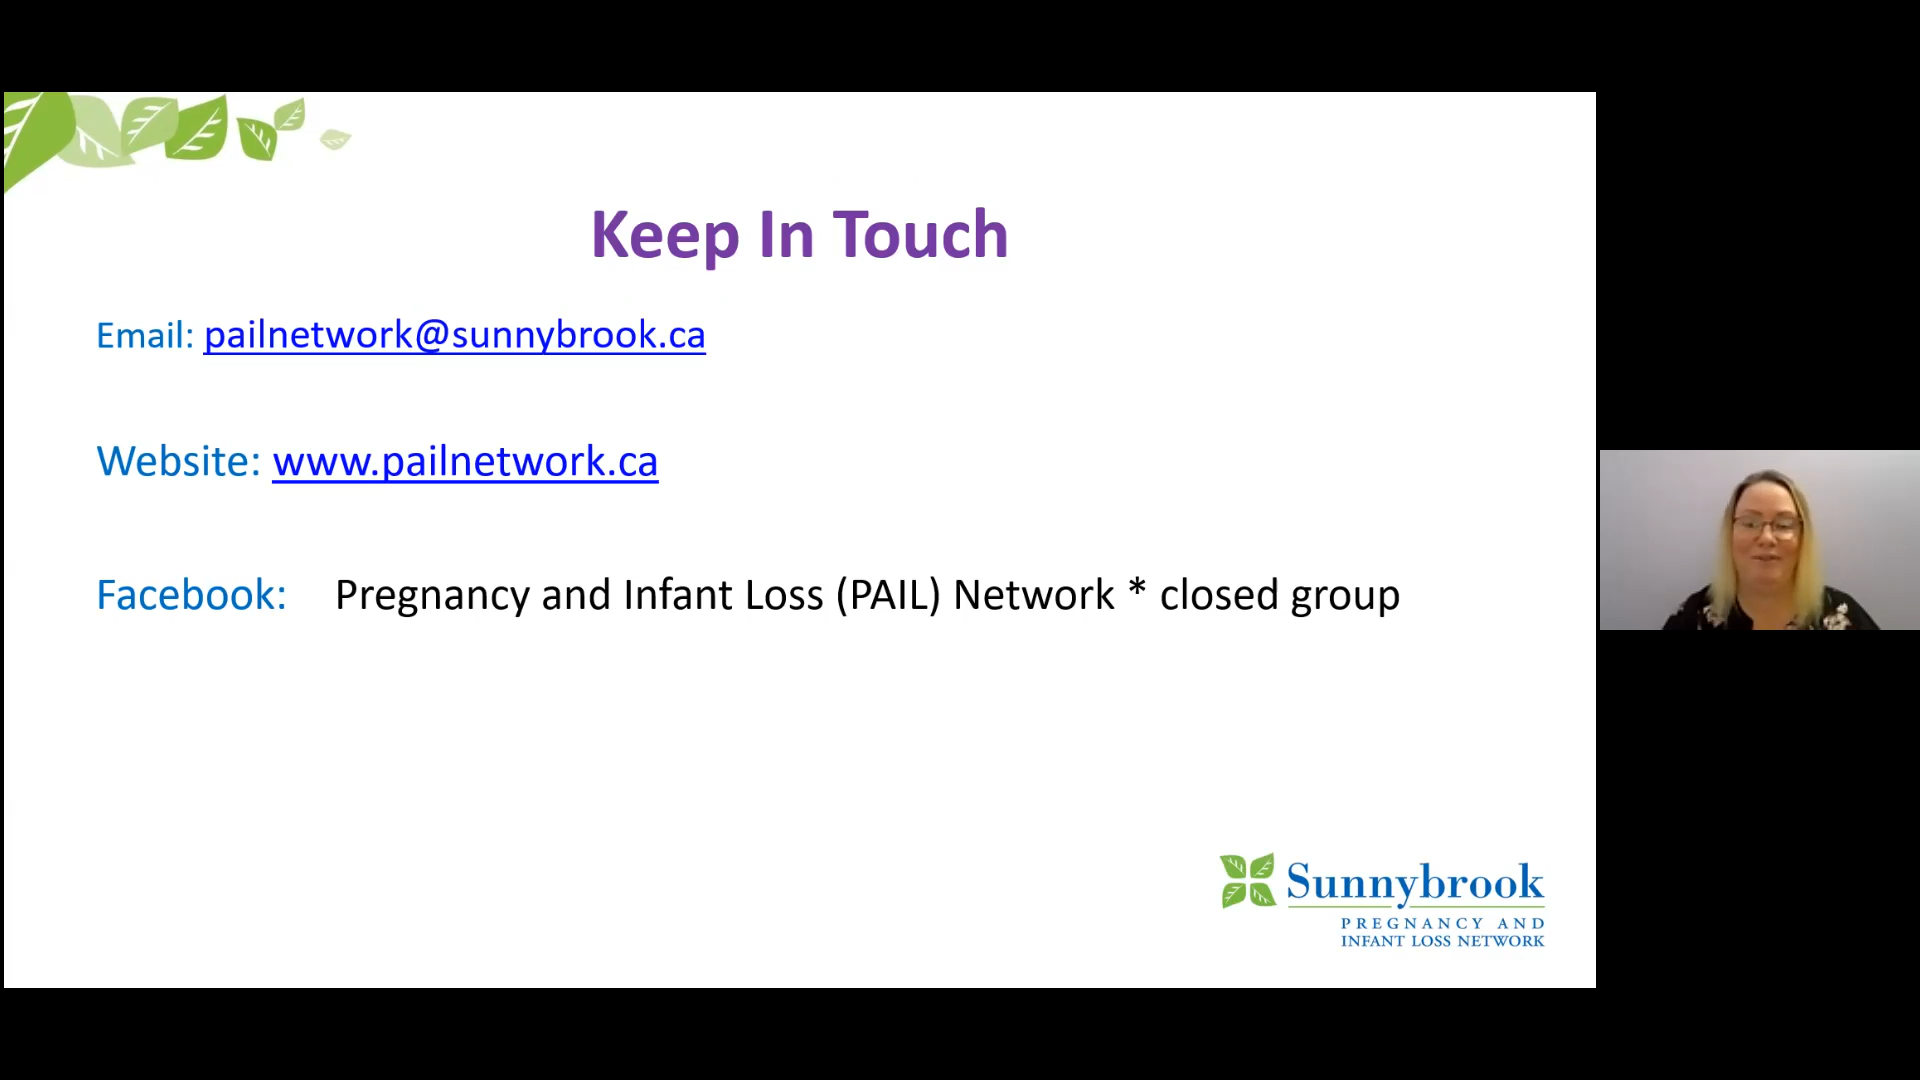 Keep In Touch
Email: pailnetwork@sunnybrook.ca
Website: www.pailnetwork.ca
Facebook: Pregnancy and Infant Loss (PAIL) Network * closed group
Sunnybrook
PREGNANCY AND
INFANT LOSS NETWORK